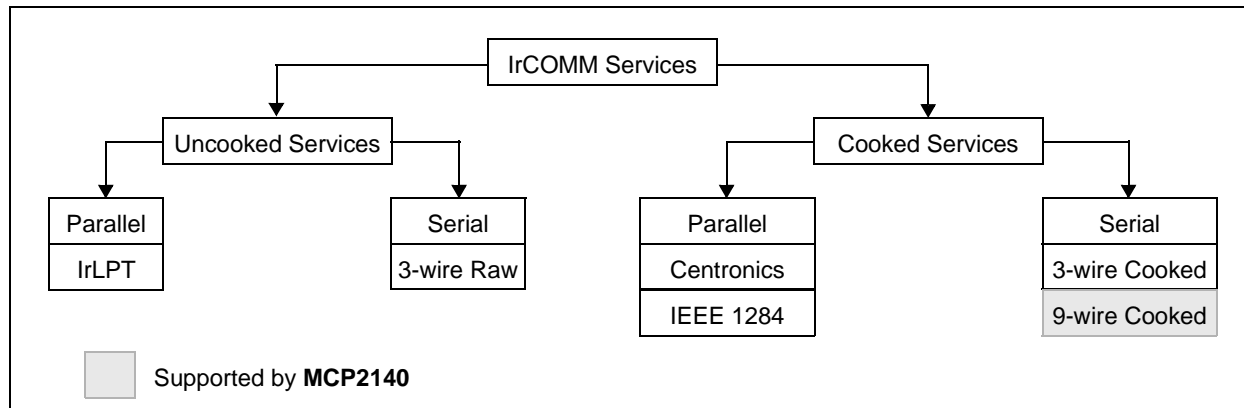 IrCOMM Services
Uncooked Services
Cooked Services
Parallel
IrLPT
Serial
3-wire Raw
Parallel
Centronics
IEEE 1284
Serial
3-wire Cooked
9-wire Cooked
Supported by MCP2140